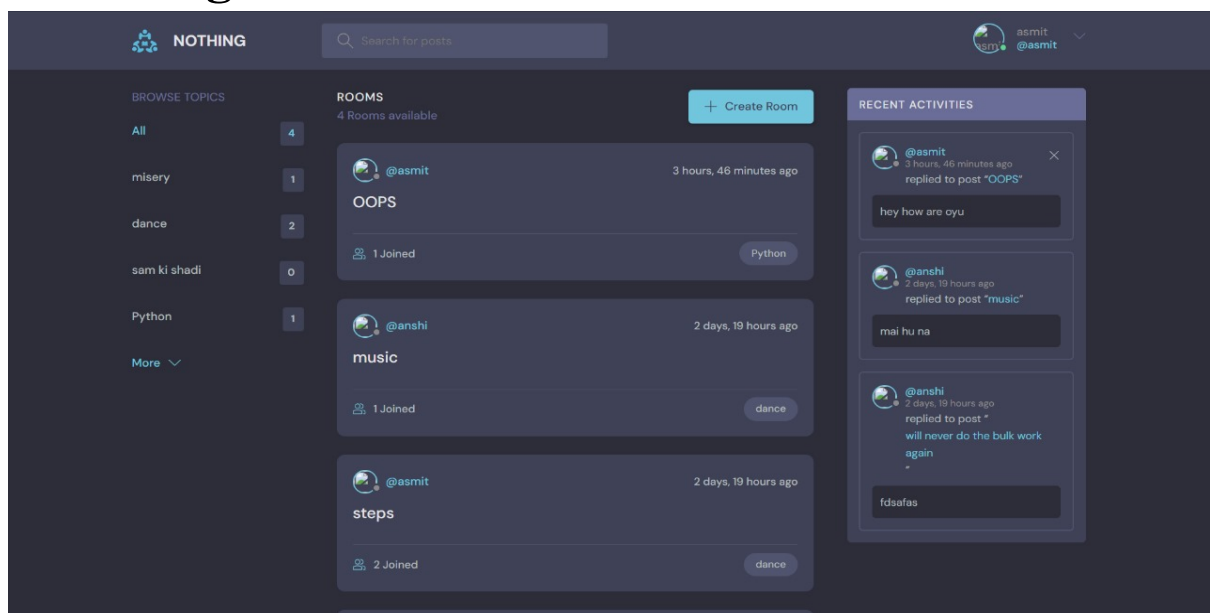 NOTHING
Search for posts
asmit
@asmit
BROWSE TOPICS
All 4
misery 1
dance 2
sam ki shadi 0
Python 1
More
ROOMS
4 Rooms available
Create Room
@asmit 3 hours, 46 minutes ago
OOPS
1 Joined Python
@anshi 2 days, 19 hours ago
music
1 Joined dance
@asmit 2 days, 19 hours ago
steps
2 Joined dance
RECENT ACTIVITIES
@asmit
3 hours, 46 minutes ago
replied to post “OOPS”
hey how are oyu
@anshi
2 days, 19 hours ago
replied to post “music”
mai hu na
@anshi
2 days, 19 hours ago
replied to post “
will never do the bulk work
again
”
fdsafas